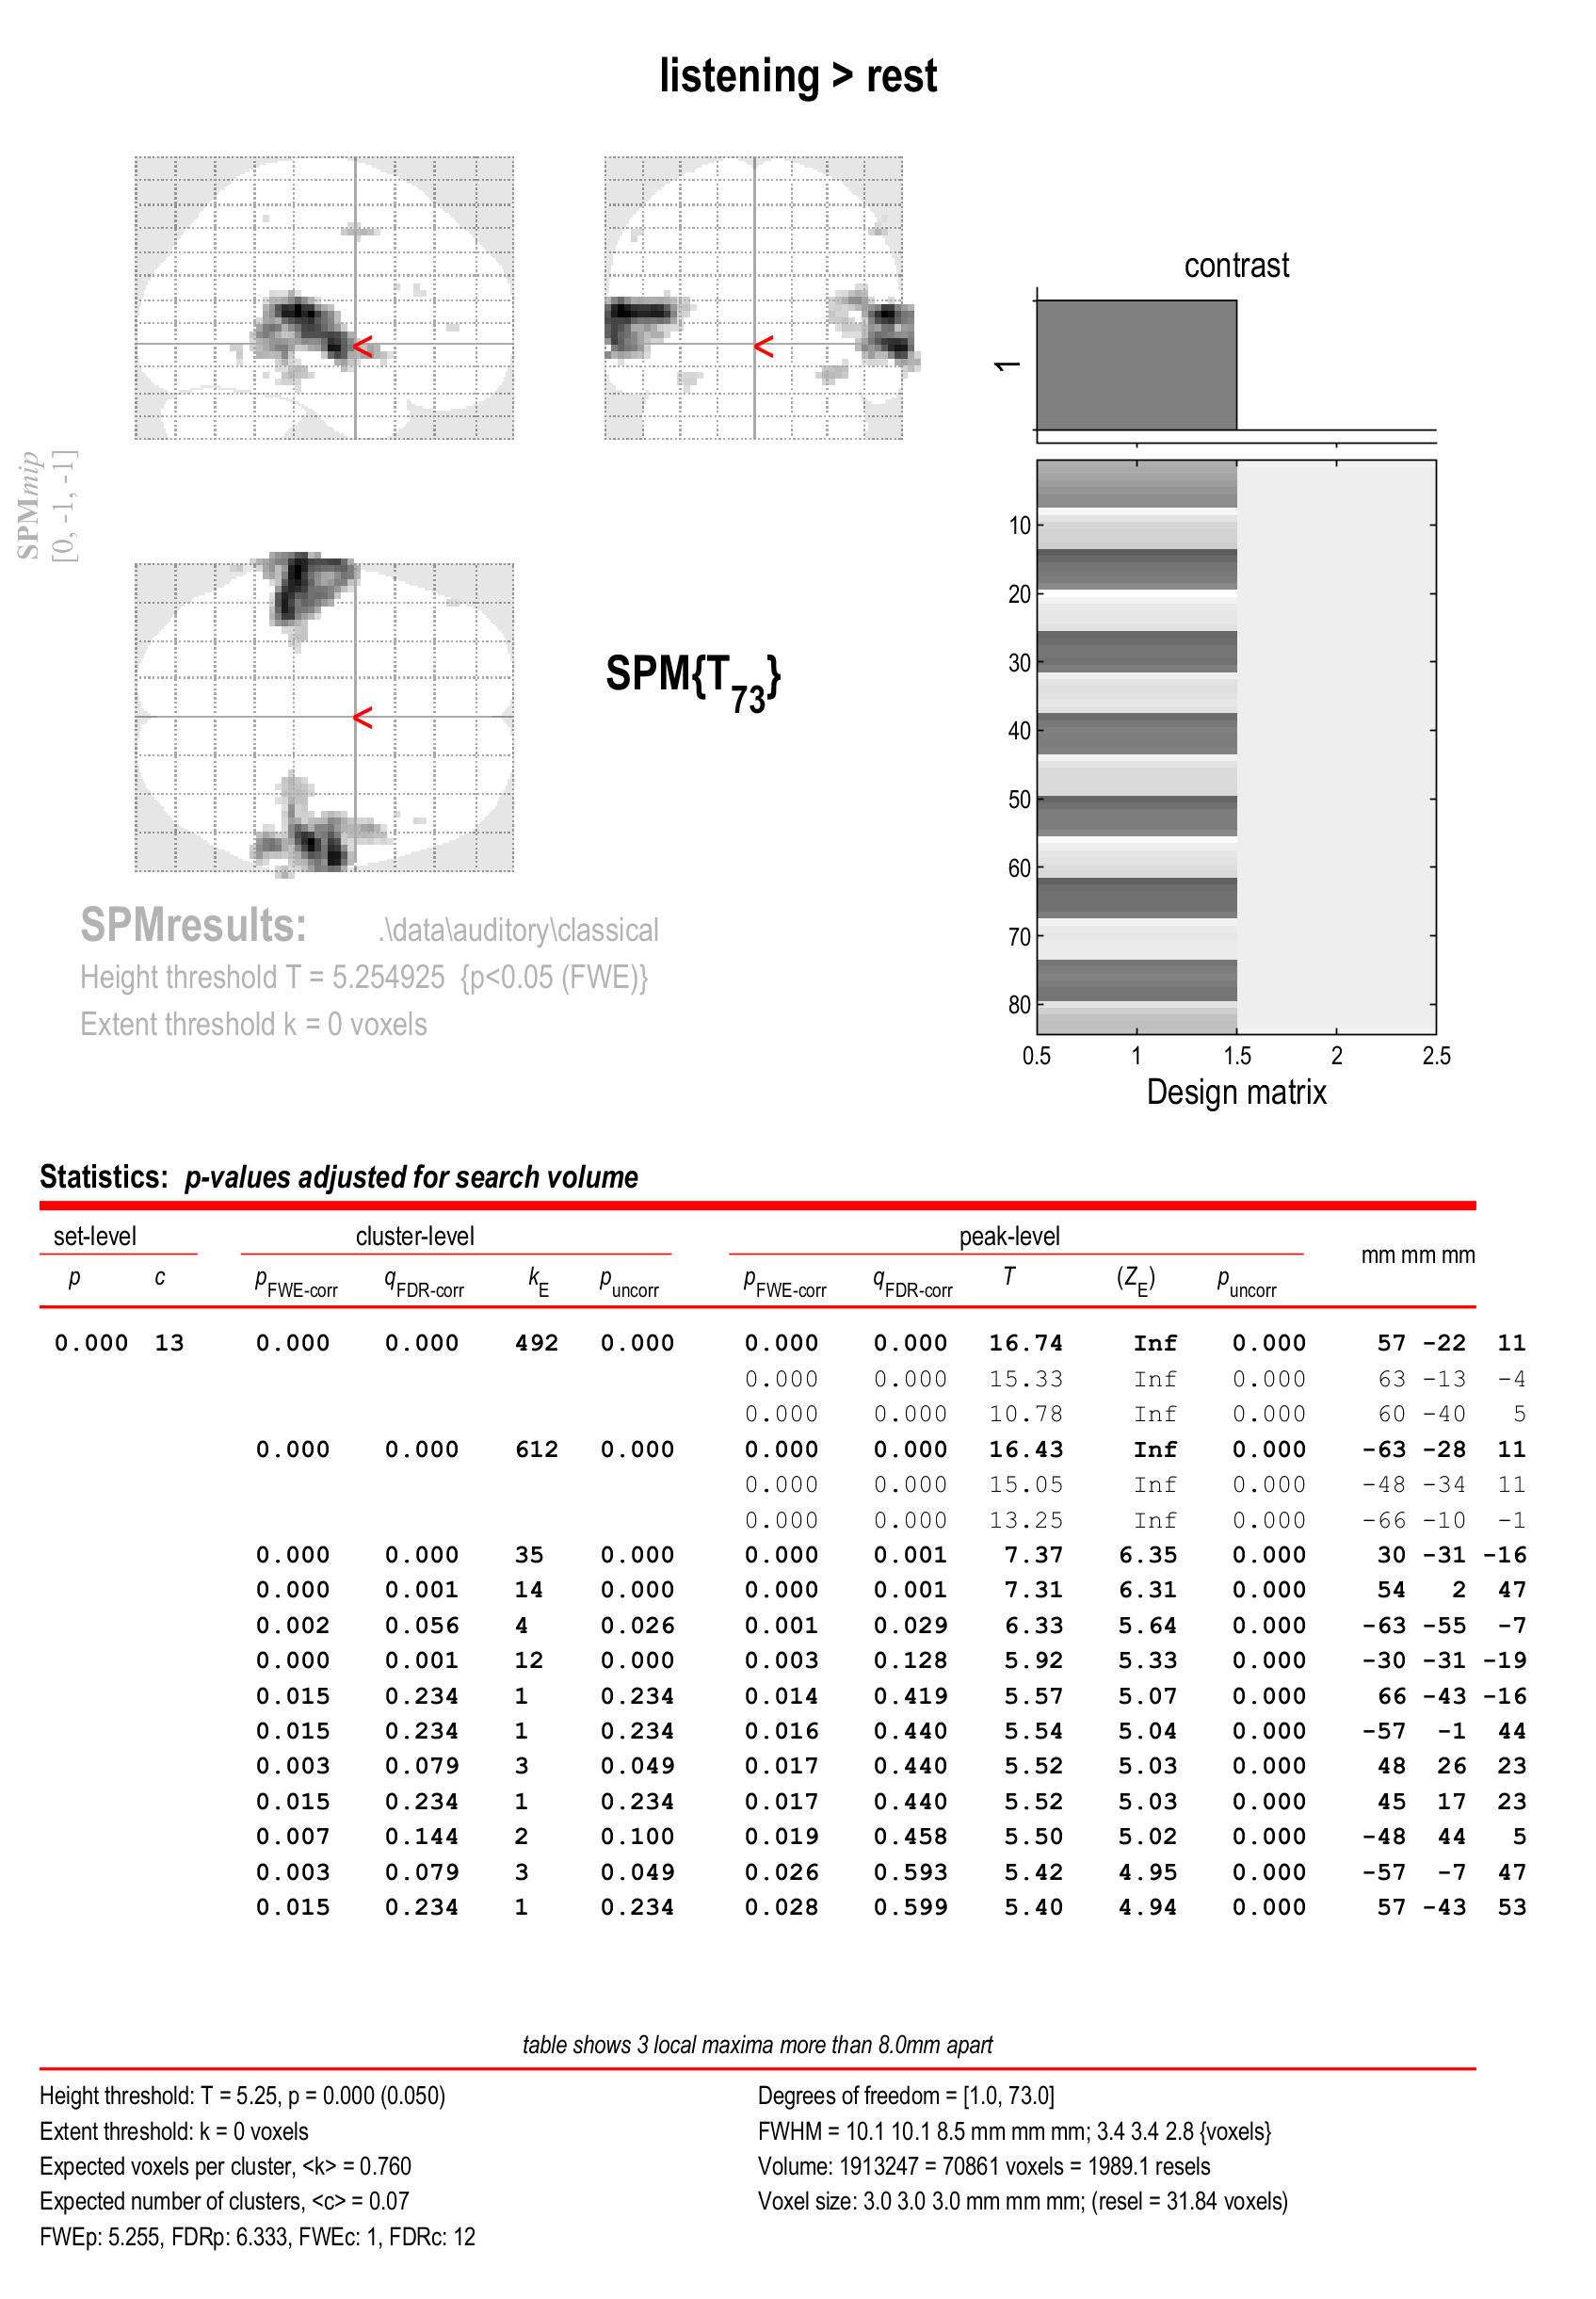 listening > rest
contrast
1
SPMmip
[0, -1, -1]
<
<
<
SPM{T73}
SPMresults: .\data\auditory\classical
Height threshold T = 5.254925 {p<0.05 (FWE)}
Extent threshold k = 0 voxels
10
20
30
40
50
60
70
80
0.5 1 1.5 2 2.5
Design matrix
Statistics: p-values adjusted for search volume
set-level cluster-level peak-level mm mm mm
p c pFWE-corr qFDR-corr kE puncorr pFWE-corr qFDR-corr T (ZE) puncorr
0.000 13 0.000 0.000 492 0.000 0.000 0.000 16.74 Inf 0.000 57 -22 11
0.000 0.000 15.33 Inf 0.000 63 -13 -4
0.000 0.000 10.78 Inf 0.000 60 -40 5
0.000 0.000 612 0.000 0.000 0.000 16.43 Inf 0.000 -63 -28 11
0.000 0.000 15.05 Inf 0.000 -48 -34 11
0.000 0.000 13.25 Inf 0.000 -66 -10 -1
0.000 0.000 35 0.000 0.000 0.001 7.37 6.35 0.000 30 -31 -16
0.000 0.001 14 0.000 0.000 0.001 7.31 6.31 0.000 54 2 47
0.002 0.056 4 0.026 0.001 0.029 6.33 5.64 0.000 -63 -55 -7
0.000 0.001 12 0.000 0.003 0.128 5.92 5.33 0.000 -30 -31 -19
0.015 0.234 1 0.234 0.014 0.419 5.57 5.07 0.000 66 -43 -16
0.015 0.234 1 0.234 0.016 0.440 5.54 5.04 0.000 -57 -1 44
0.003 0.079 3 0.049 0.017 0.440 5.52 5.03 0.000 48 26 23
0.015 0.234 1 0.234 0.017 0.440 5.52 5.03 0.000 45 17 23
0.007 0.144 2 0.100 0.019 0.458 5.50 5.02 0.000 -48 44 5
0.003 0.079 3 0.049 0.026 0.593 5.42 4.95 0.000 -57 -7 47
0.015 0.234 1 0.234 0.028 0.599 5.40 4.94 0.000 57 -43 53
table shows 3 local maxima more than 8.0mm apart
Height threshold: T = 5.25, p = 0.000 (0.050)
Extent threshold: k = 0 voxels
Expected voxels per cluster, <k> = 0.760
Expected number of clusters, <c> = 0.07
FWEp: 5.255, FDRp: 6.333, FWEc: 1, FDRc: 12
Degrees of freedom = [1.0, 73.0]
FWHM = 10.1 10.1 8.5 mm mm mm; 3.4 3.4 2.8 {voxels}
Volume: 1913247 = 70861 voxels = 1989.1 resels
Voxel size: 3.0 3.0 3.0 mm mm mm; (resel = 31.84 voxels)